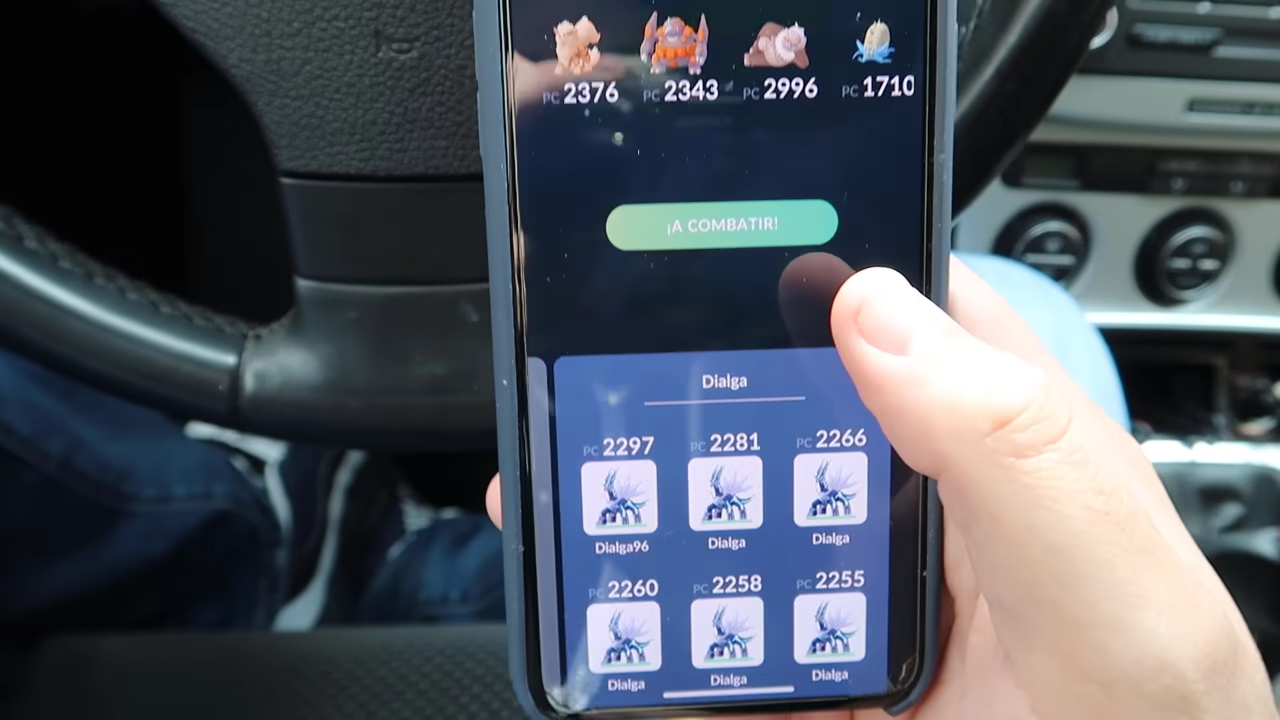 PC 2376 PC 2343 PC 2996 PC 1710
¡A COMBATIR!
Dialga
PC 2297 PC 2281 PC 2266
Dialga96 Dialga Dialga
PC 2260 PC 2258 PC 2255
Dialga Dialga Dialga